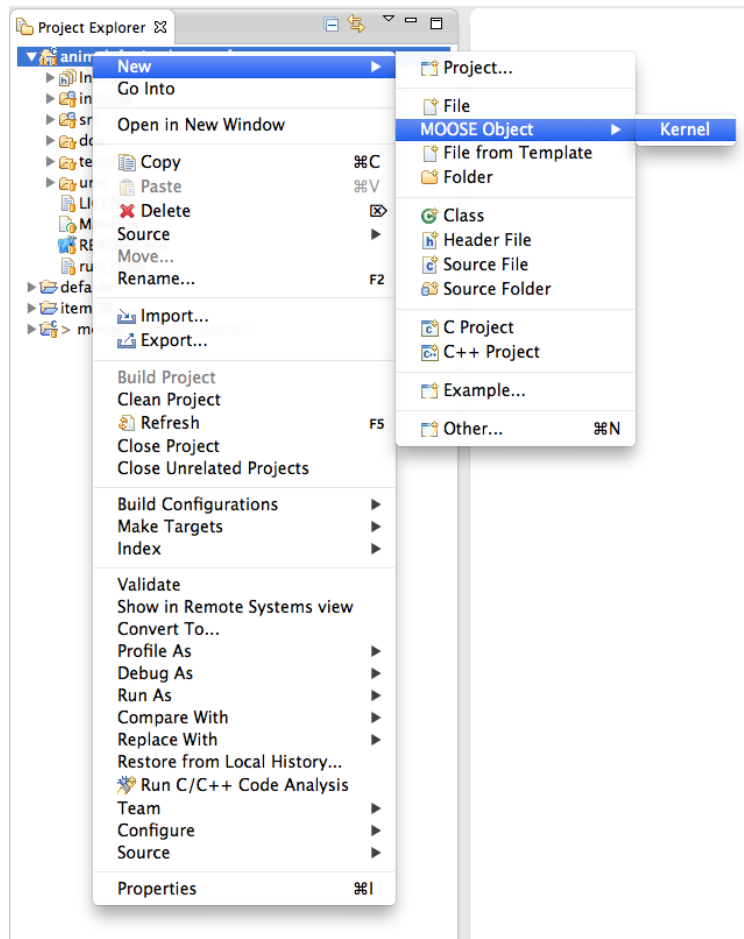 Project Explorer
New
Go Into
Open in New Window
Copy ⌘C
Paste ⌘V
Delete ⌦
Source
Move...
Rename... F2
Import...
Export...
Build Project
Clean Project
Refresh F5
Close Project
Close Unrelated Projects
Build Configurations
Make Targets
Index
Validate
Show in Remote Systems view
Convert To...
Profile As
Debug As
Run As
Compare With
Replace With
Restore from Local History...
Run C/C++ Code Analysis
Team
Configure
Source
Properties ⌘I
Project...
File
MOOSE Object
File from Template
Folder
Class
Header File
Source File
Source Folder
C Project
C++ Project
Example...
Other... ⌘N
Kernel